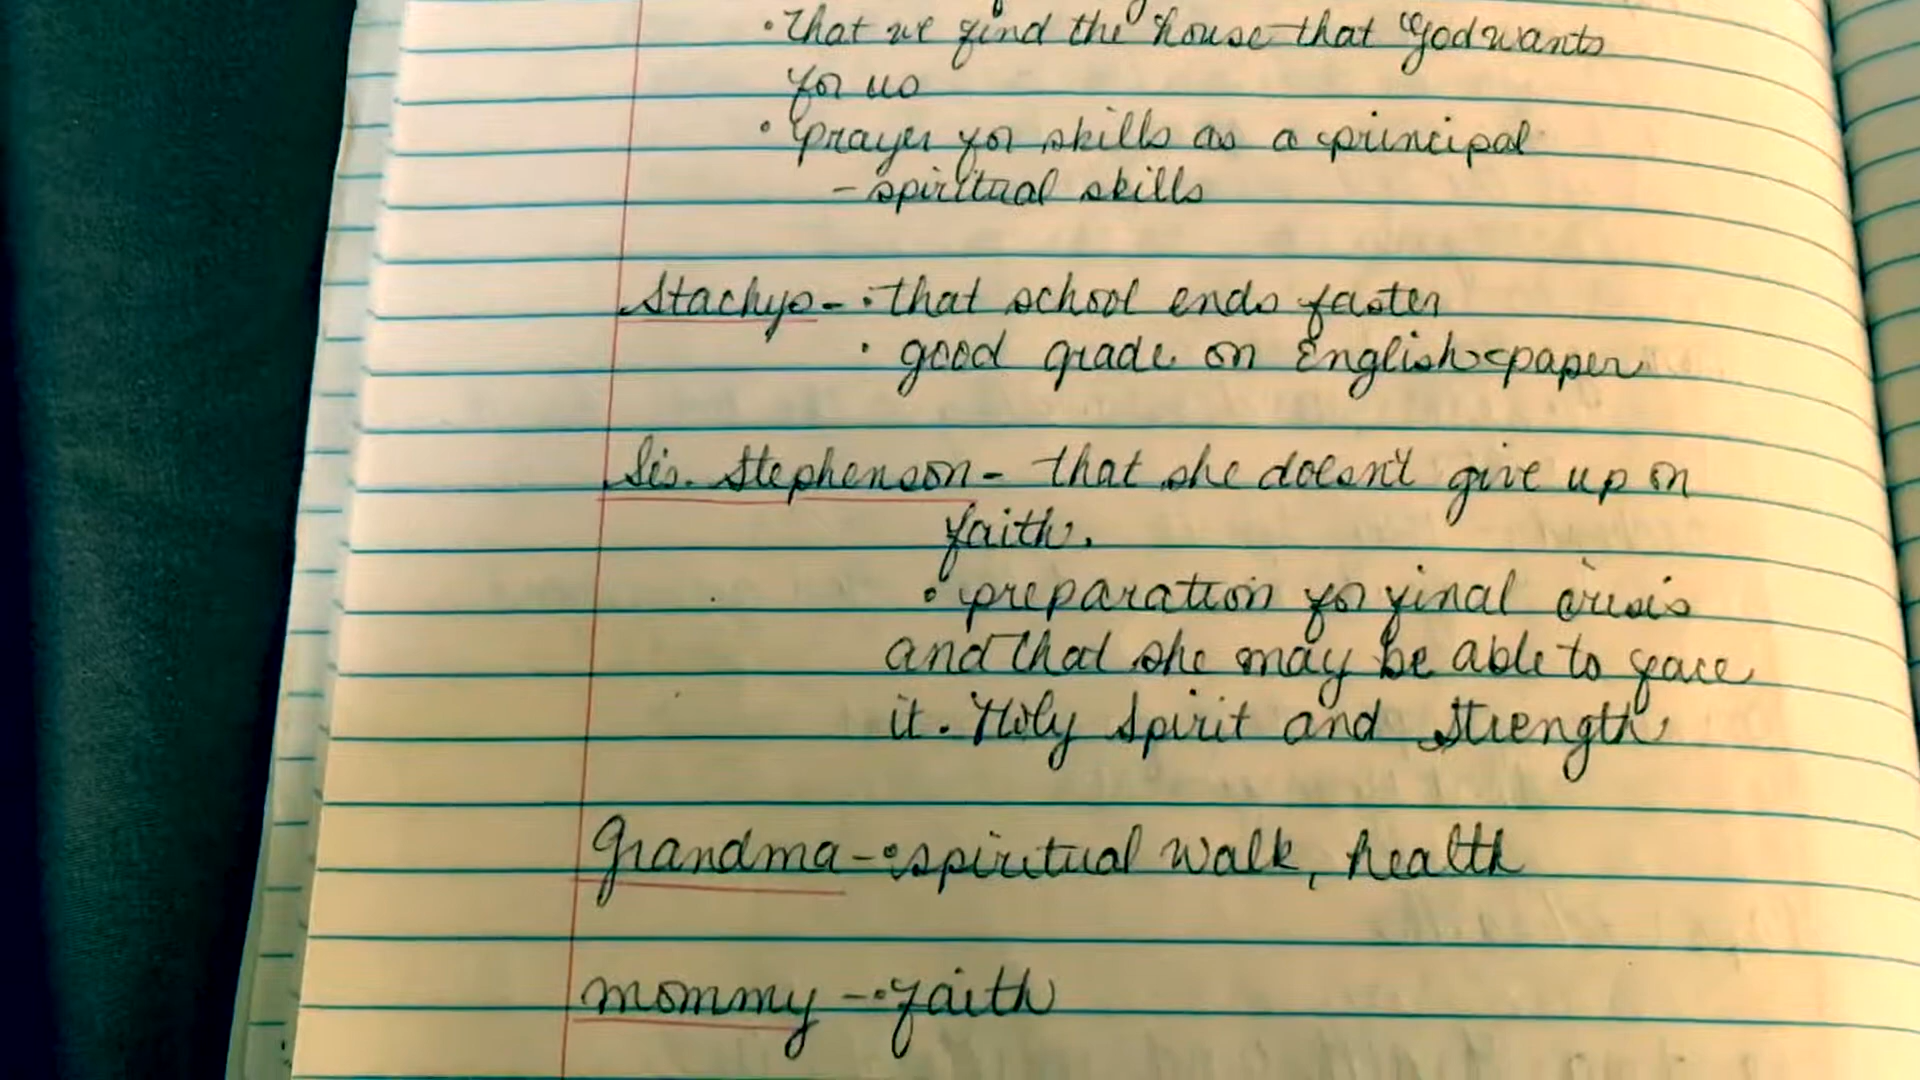 • That we find the house that God wants
for us
• prayer for skills as a principal
- spiritual skills
Stachys - • that school ends faster
• good grade on English paper
Sis. Stephenson - that she doesn't give up on
faith.
• preparation for final crisis
and that she may be able to face
it. Holy Spirit and Strength
Grandma - • spiritual walk, health
mommy - • faith